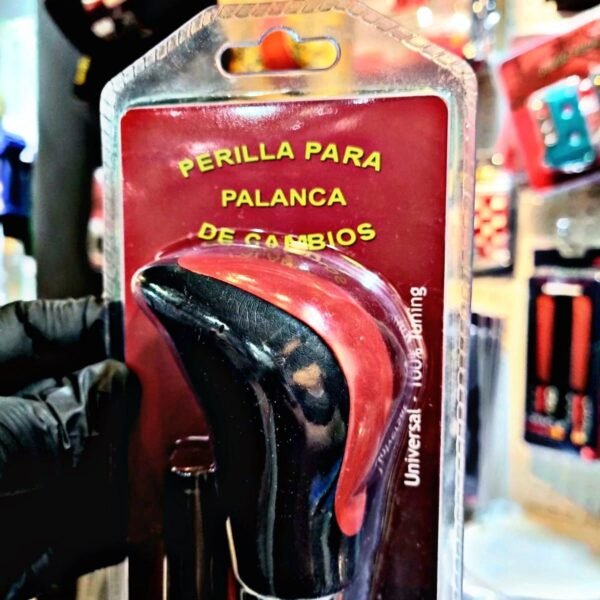 PERILLA PARA
PALANCA
DE CAMBIOS
Universal - 100% Tuning